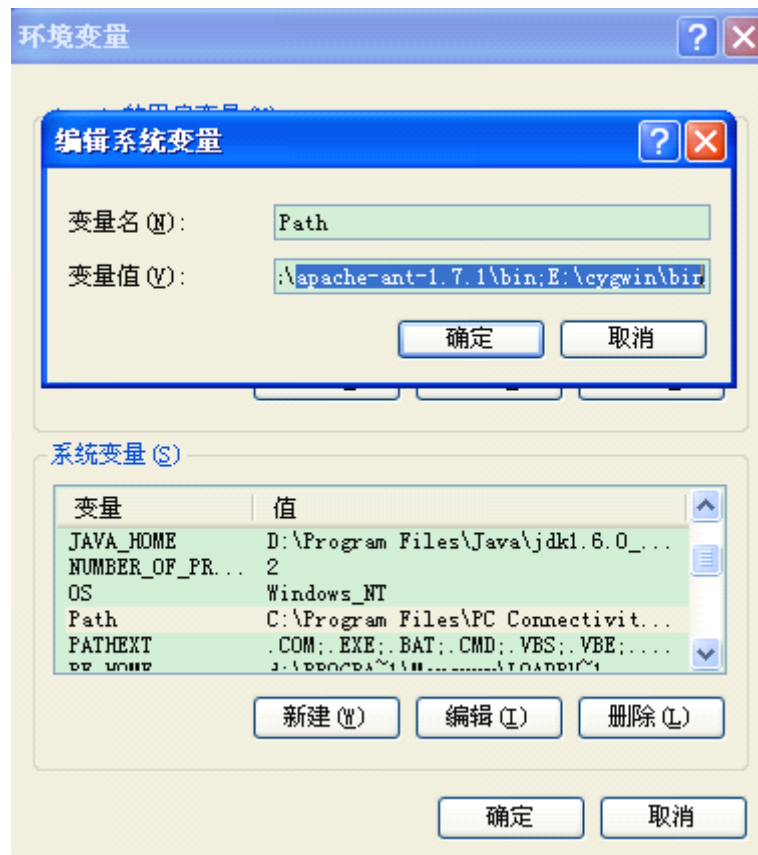 环境变量
编辑系统变量
变量名(N):
Path
变量值(V):
:\apache-ant-1.7.1\bin;E:\cygwin\bin
确定
取消
系统变量(S)
变量
值
JAVA_HOME D:\Program Files\Java\jdk1.6.0_...
NUMBER_OF_PR... 2
OS Windows_NT
Path C:\Program Files\PC Connectivit...
PATHEXT .COM;.EXE;.BAT;.CMD;.VBS;.VBE;....
新建(W)
编辑(I)
删除(L)
确定
取消